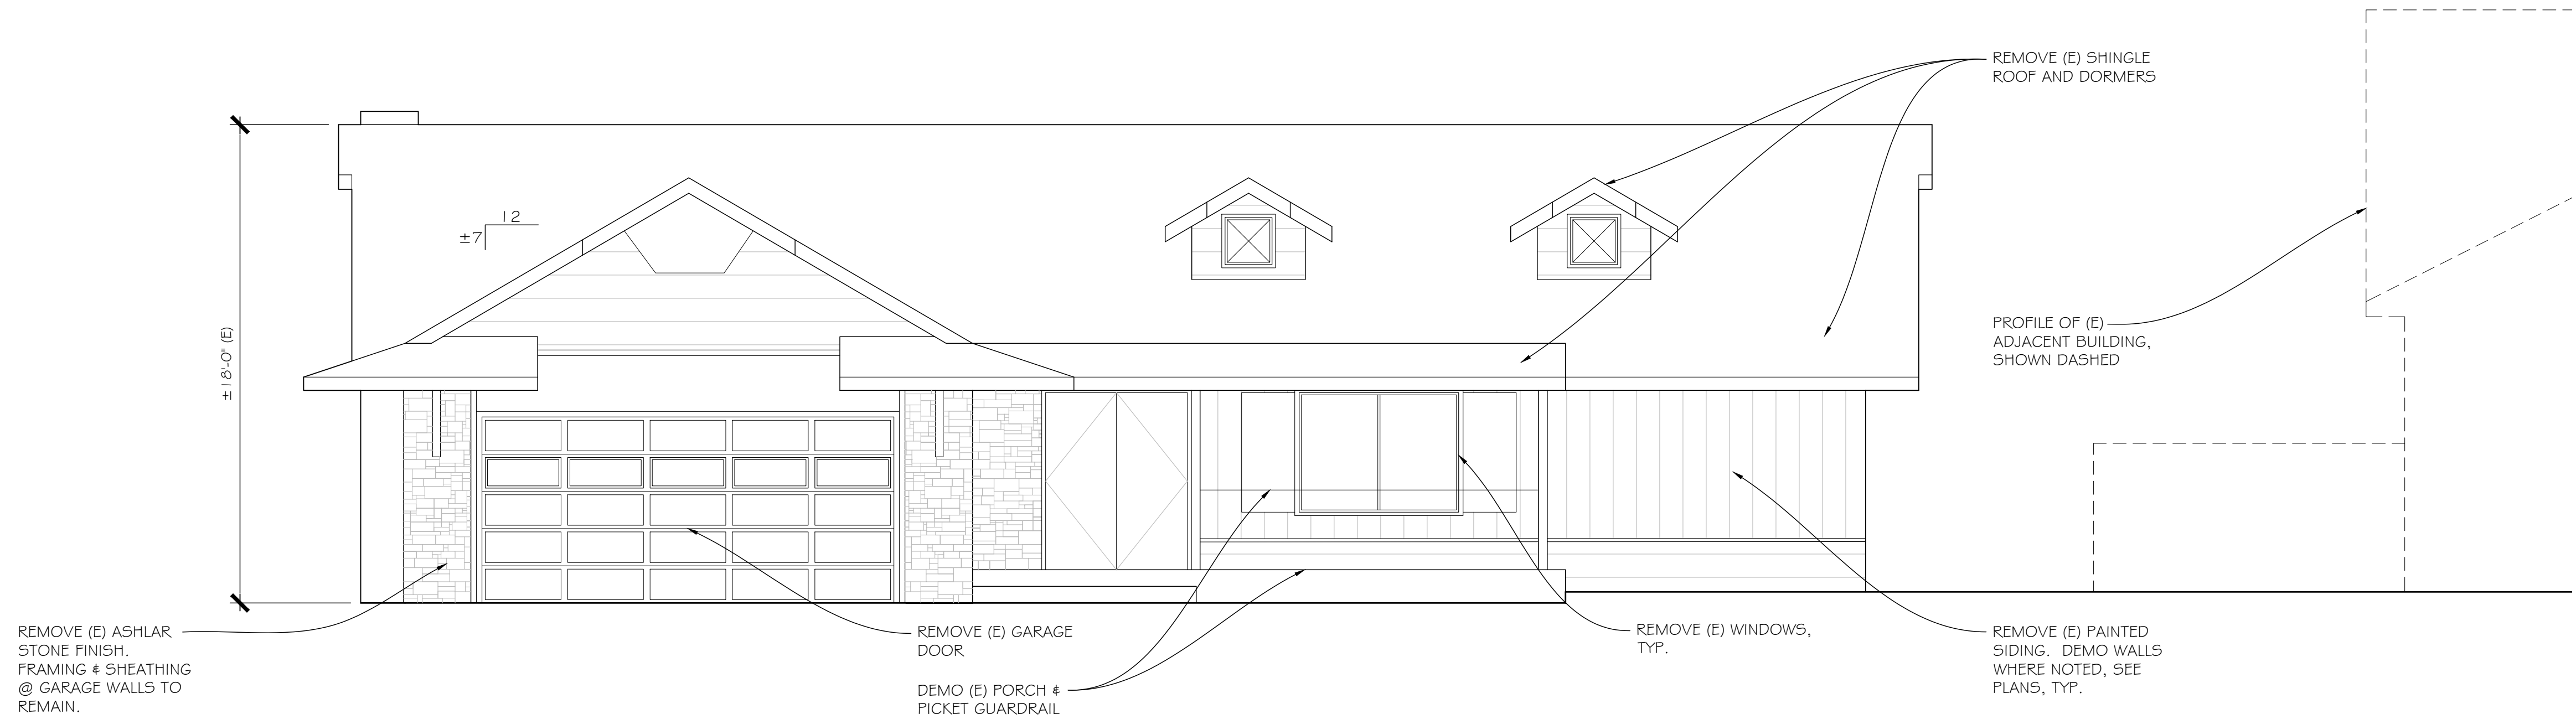 REMOVE (E) SHINGLE
ROOF AND DORMERS
12
±7
±18'-0" (E)
PROFILE OF (E)
ADJACENT BUILDING,
SHOWN DASHED
REMOVE (E) ASHLAR
STONE FINISH.
FRAMING & SHEATHING
@ GARAGE WALLS TO
REMAIN.
REMOVE (E) GARAGE
DOOR
DEMO (E) PORCH &
PICKET GUARDRAIL
REMOVE (E) WINDOWS,
TYP.
REMOVE (E) PAINTED
SIDING. DEMO WALLS
WHERE NOTED, SEE
PLANS, TYP.